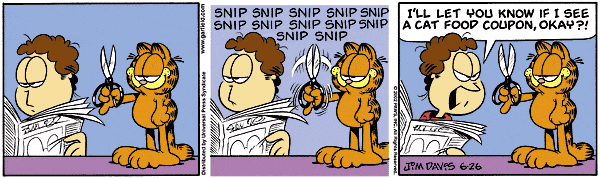 www.garfield.com
Distributed by Universal Press Syndicate
SNIP SNIP SNIP SNIP SNIP
SNIP SNIP SNIP SNIP SNIP
SNIP SNIP
I'LL LET YOU KNOW IF I SEE
A CAT FOOD COUPON, OKAY?!
JIM DAVIS 6-26